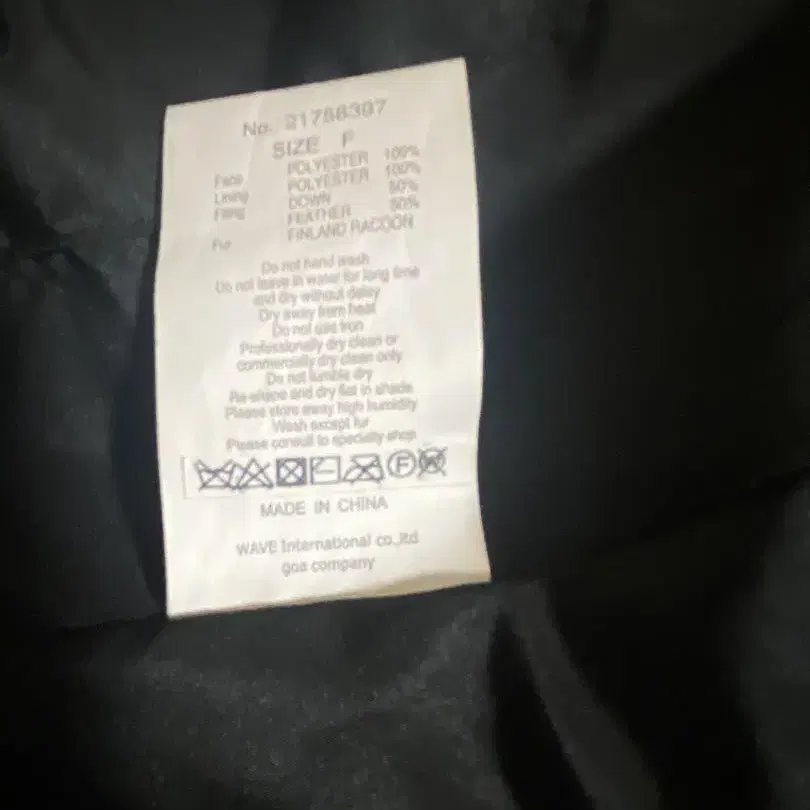 No. 21756397
SIZE F
Face POLYESTER 100%
Lining POLYESTER 100%
Filling DOWN 50%
FEATHER 50%
Fur FINLAND RACOON
Do not hand wash
Do not leave in water for long time
and dry without delay
Dry away from heat
Do not use iron
Professionally dry clean or
commercially dry clean only
Do not tumble dry
Re-shape and dry flat in shade
Please store away high humidity
Wash except fur
Please consult to specialty shop
F
MADE IN CHINA
WAVE International co.,ltd
goa company